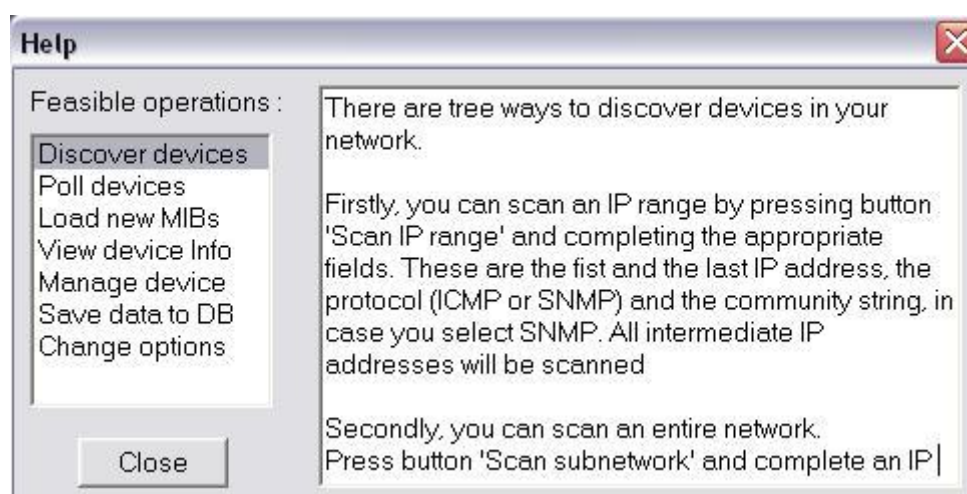 Help
Feasible operations :
Discover devices
Poll devices
Load new MIBs
View device Info
Manage device
Save data to DB
Change options
Close
There are tree ways to discover devices in your
network.
Firstly, you can scan an IP range by pressing button
'Scan IP range' and completing the appropriate
fields. These are the fist and the last IP address, the
protocol (ICMP or SNMP) and the community string, in
case you select SNMP. All intermediate IP
addresses will be scanned
Secondly, you can scan an entire network.
Press button 'Scan subnetwork' and complete an IP